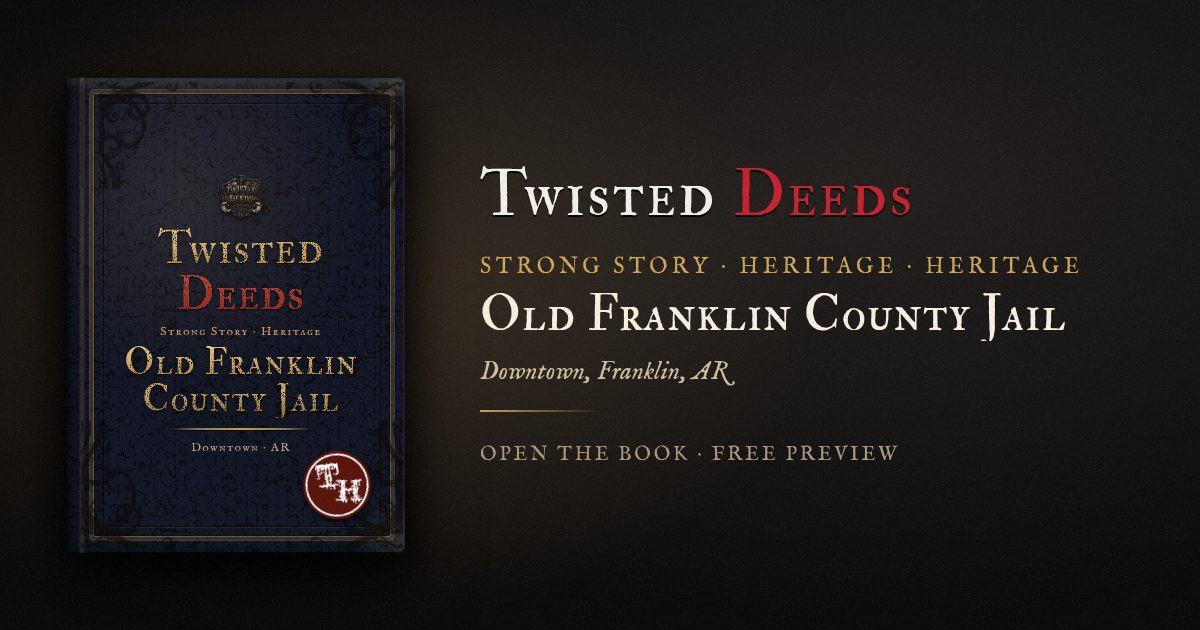 Twisted
Deeds
Strong Story · Heritage
Old Franklin
County Jail
Downtown · AR
TH
Twisted Deeds
STRONG STORY · HERITAGE · HERITAGE
Old Franklin County Jail
Downtown, Franklin, AR
OPEN THE BOOK · FREE PREVIEW